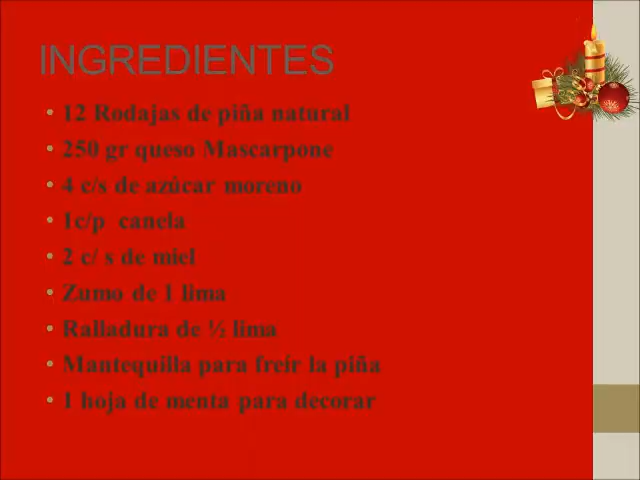 INGREDIENTES
• 12 Rodajas de piña natural
• 250 gr queso Mascarpone
• 4 c/s de azúcar moreno
• 1c/p  canela
• 2 c/ s de miel
• Zumo de 1 lima
• Ralladura de ½ lima
• Mantequilla para freír la piña
• 1 hoja de menta para decorar